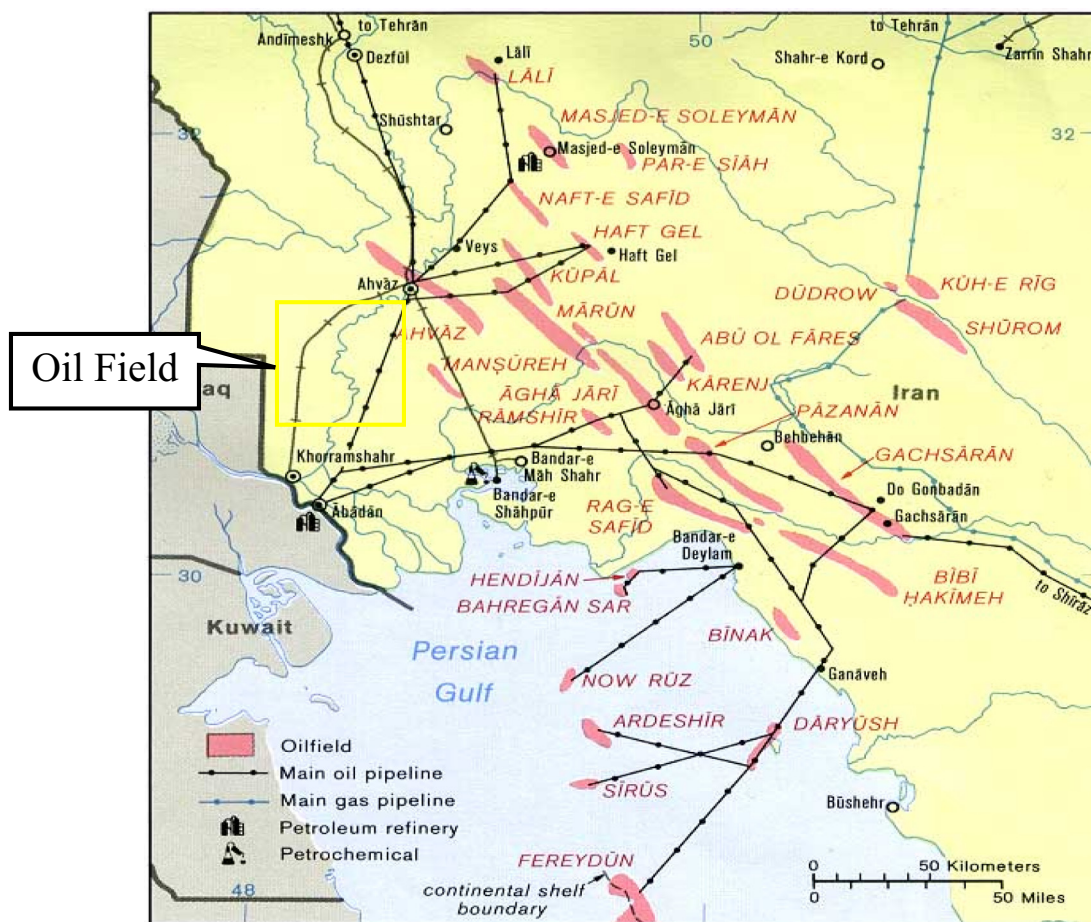 50
to Tehrān
to Tehrān
Andīmeshk
Dezfūl
Lālī
LĀLĪ
Shahr-e Kord
Zarrīn Shahr
32
Shūshtar
MASJED-E SOLEYMĀN
32
Masjed-e Soleymān
PAR-E SĪĀH
NAFT-E SAFĪD
HAFT GEL
Veys
Haft Gel
KŪPĀL
Ahvāz
DŪDROW
KŪH-E RĪG
MĀRŪN
SHŪROM
AHVĀZ
ABŪ OL FĀRES
Oil Field
MANṢŪREH
KĀRENJ
aq
ĀGHĀ JĀRĪ
Iran
RĀMSHĪR
Āghā Jārī
PĀZANĀN
Behbehān
GACHSĀRĀN
Khorramshahr
Bandar-e
Māh Shahr
Do Gonbadān
Bandar-e
Shāhpūr
RAG-E
SAFĪD
Gachsārān
Ābādān
Bandar-e
Deylam
30
HENDĪJĀN
BAHREGĀN SAR
BĪBĪ
ḤAKĪMEH
to Shīrāz
Kuwait
BĪNAK
Persian
Gulf
NOW RŪZ
Ganāveh
ARDESHĪR
DĀRYŪSH
Oilfield
Main oil pipeline
SĪRŪS
Main gas pipeline
Būshehr
Petroleum refinery
Petrochemical
FEREYDŪN
0 50 Kilometers
continental shelf
boundary
0 50 Miles
48
50